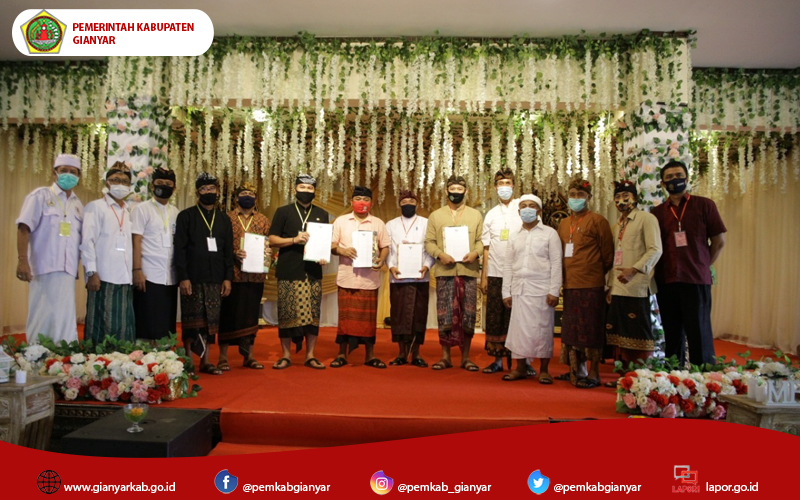 PEMERINTAH KABUPATEN
GIANYAR
www.gianyarkab.go.id
@pemkabgianyar
@pemkab_gianyar
@pemkabgianyar
LAPOR!
lapor.go.id